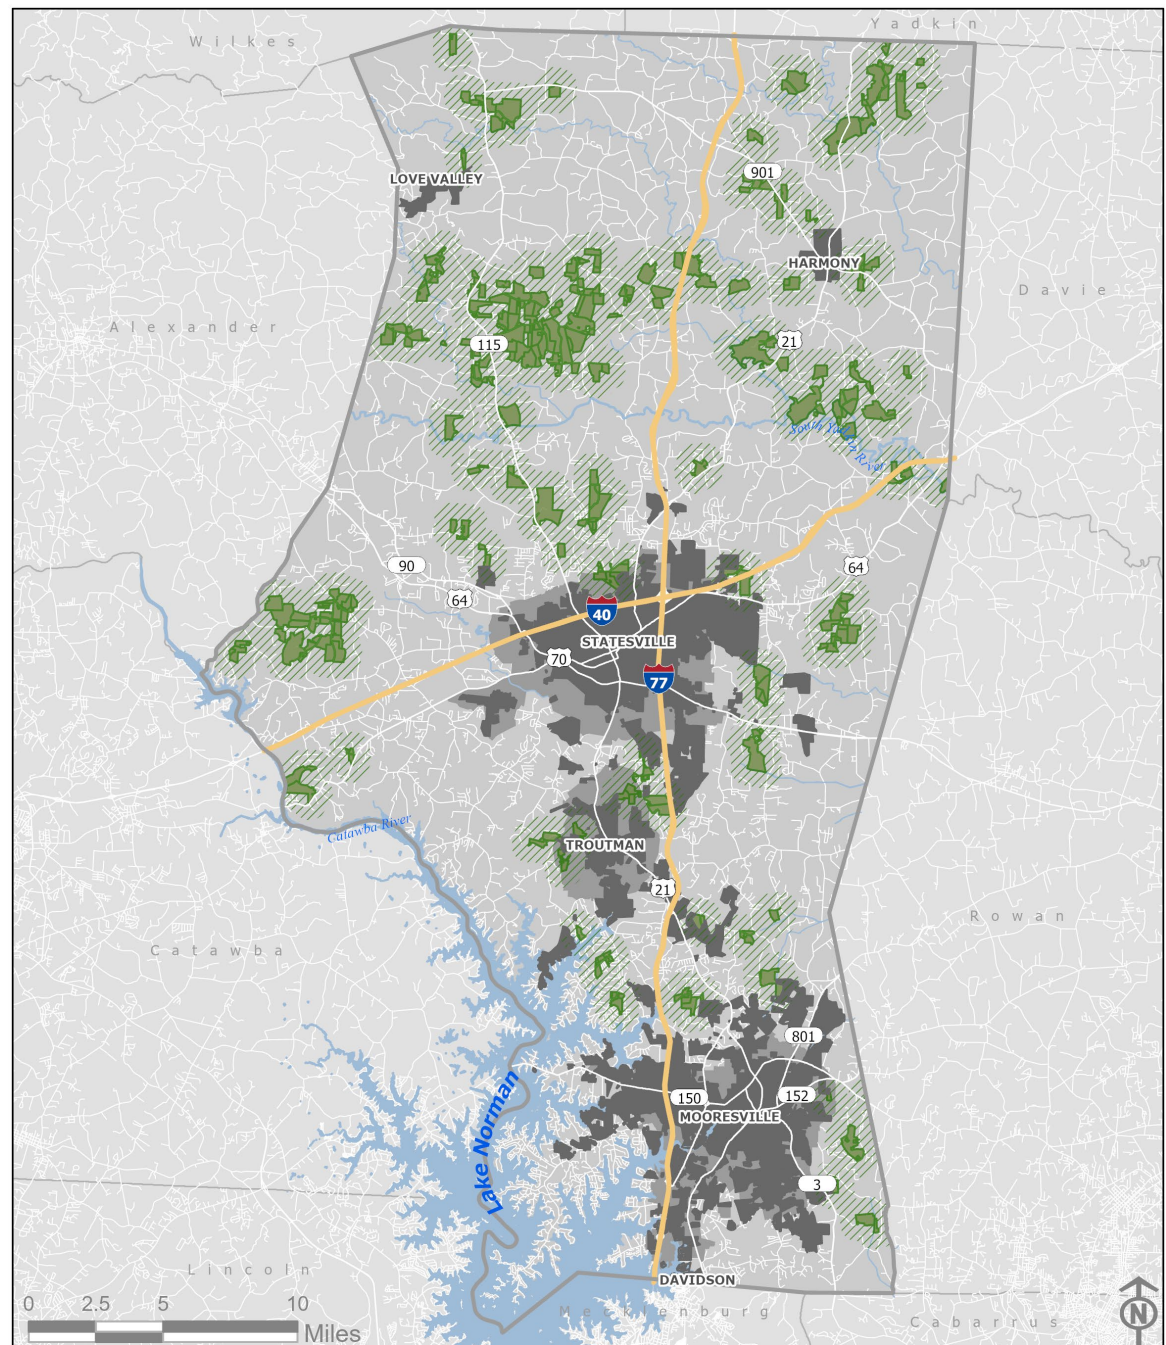 Yadkin
Wilkes
LOVE VALLEY
901
HARMONY
Davie
Alexander
115
21
South Yadkin River
90
64
64
40
STATESVILLE
70
77
Catawba River
TROUTMAN
21
Rowan
Catawba
801
Lake Norman
150
152
MOORESVILLE
3
Lincoln
DAVIDSON
Mecklenburg
Cabarrus
0 2.5 5 10
Miles
N